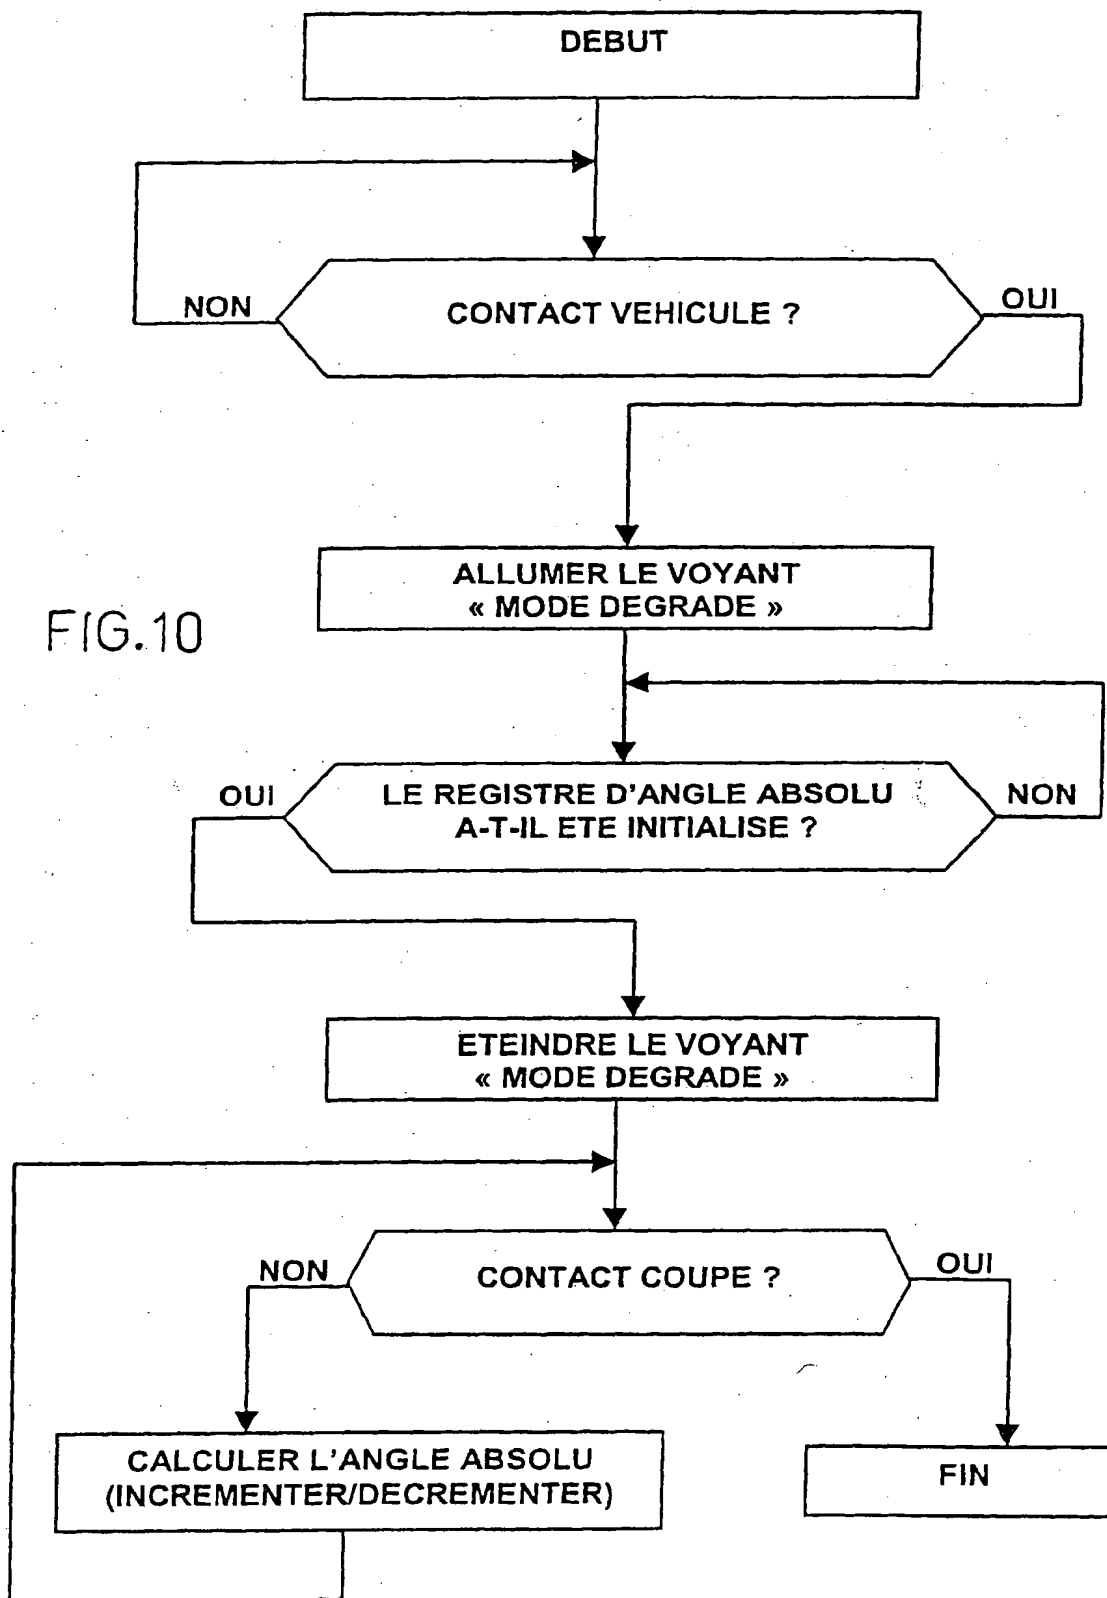 DEBUT
NON
CONTACT VEHICULE ?
OUI
ALLUMER LE VOYANT
« MODE DEGRADE »
FIG.10
OUI
LE REGISTRE D'ANGLE ABSOLU
A-T-IL ETE INITIALISE ?
NON
ETEINDRE LE VOYANT
« MODE DEGRADE »
NON
CONTACT COUPE ?
OUI
CALCULER L'ANGLE ABSOLU
(INCREMENTER/DECREMENTER)
FIN